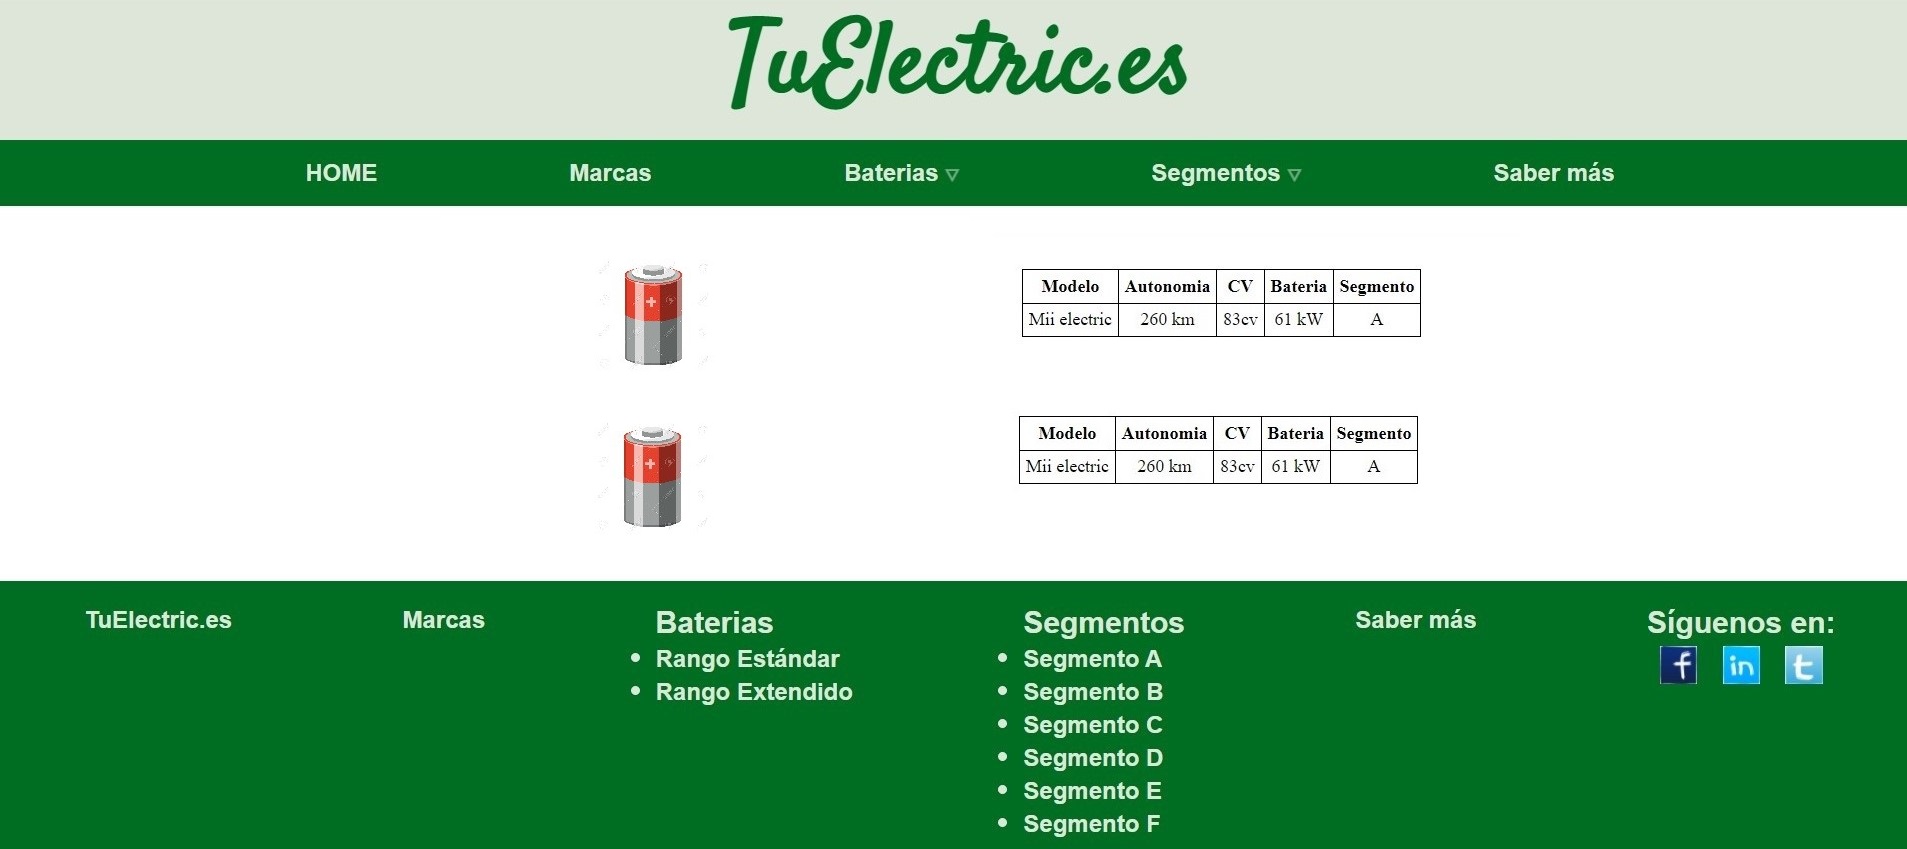 TuElectric.es
HOME Marcas Baterias ▽ Segmentos ▽ Saber más
Modelo Autonomia CV Bateria Segmento
Mii electric 260 km 83cv 61 kW A
Modelo Autonomia CV Bateria Segmento
Mii electric 260 km 83cv 61 kW A
TuElectric.es
Marcas
Baterias
• Rango Estándar
• Rango Extendido
Segmentos
• Segmento A
• Segmento B
• Segmento C
• Segmento D
• Segmento E
• Segmento F
Saber más
Síguenos en:
f in t